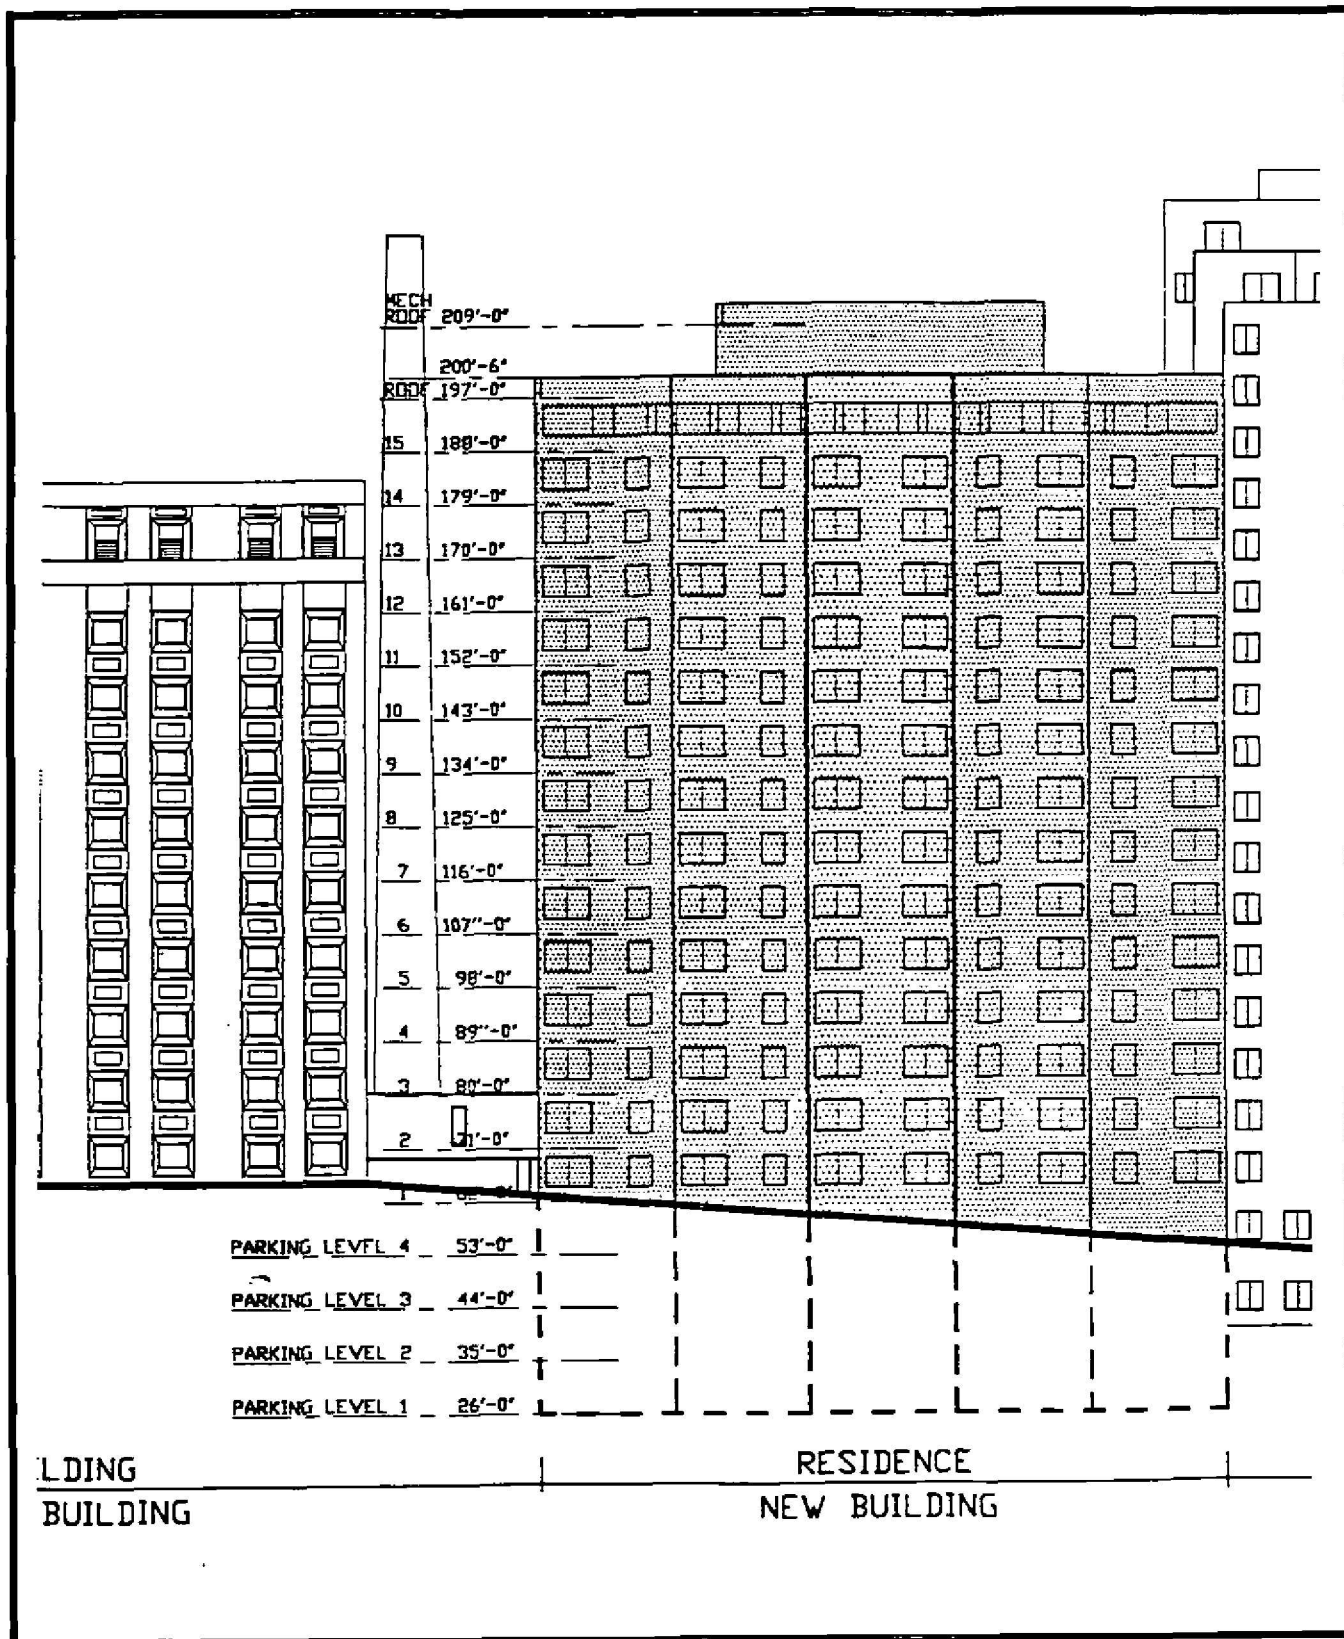 MECH
ROOF 209'-0"
200'-6"
ROOF 197'-0"
15 188'-0"
14 179'-0"
13 170'-0"
12 161'-0"
11 152'-0"
10 143'-0"
9 134'-0"
8 125'-0"
7 116'-0"
6 107''-0"
5 98'-0"
4 89''-0"
3 80'-0"
2 71'-0"
1
PARKING LEVEL 4 53'-0"
PARKING LEVEL 3 44'-0"
PARKING LEVEL 2 35'-0"
PARKING LEVEL 1 26'-0"
LDING
RESIDENCE
BUILDING
NEW BUILDING